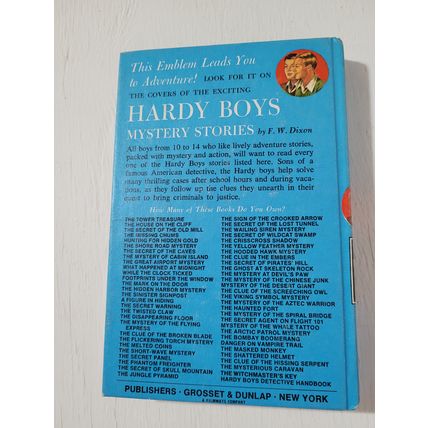 This Emblem Leads You
to Adventure! LOOK FOR IT ON
THE COVERS OF THE EXCITING
HARDY BOYS
MYSTERY STORIES by F. W. Dixon
All boys from 10 to 14 who like lively adventure stories,
packed with mystery and action, will want to read every
one of the Hardy Boys stories listed here. Sons of a
famous American detective, the Hardy boys help solve
many thrilling cases after school hours and during vaca-
tions, as they follow up the clues they unearth in their
quest to bring criminals to justice.
How Many of These Books Do You Own?
THE TOWER TREASURE
THE HOUSE ON THE CLIFF
THE SECRET OF THE OLD MILL
THE MISSING CHUMS
HUNTING FOR HIDDEN GOLD
THE SHORE ROAD MYSTERY
THE SECRET OF THE CAVES
THE MYSTERY OF CABIN ISLAND
THE GREAT AIRPORT MYSTERY
WHAT HAPPENED AT MIDNIGHT
WHILE THE CLOCK TICKED
FOOTPRINTS UNDER THE WINDOW
THE MARK ON THE DOOR
THE HIDDEN HARBOR MYSTERY
THE SINISTER SIGNPOST
A FIGURE IN HIDING
THE SECRET WARNING
THE TWISTED CLAW
THE DISAPPEARING FLOOR
THE MYSTERY OF THE FLYING
EXPRESS
THE CLUE OF THE BROKEN BLADE
THE FLICKERING TORCH MYSTERY
THE MELTED COINS
THE SHORT-WAVE MYSTERY
THE SECRET PANEL
THE PHANTOM FREIGHTER
THE SECRET OF SKULL MOUNTAIN
THE JUNGLE PYRAMID
THE SIGN OF THE CROOKED ARROW
THE SECRET OF THE LOST TUNNEL
THE WAILING SIREN MYSTERY
THE SECRET OF WILDCAT SWAMP
THE CRISSCROSS SHADOW
THE YELLOW FEATHER MYSTERY
THE HOODED HAWK MYSTERY
THE CLUE IN THE EMBERS
THE SECRET OF PIRATES' HILL
THE GHOST AT SKELETON ROCK
THE MYSTERY AT DEVIL'S PAW
THE MYSTERY OF THE CHINESE JUNK
MYSTERY OF THE DESERT GIANT
THE CLUE OF THE SCREECHING OWL
THE VIKING SYMBOL MYSTERY
THE MYSTERY OF THE AZTEC WARRIOR
THE HAUNTED FORT
THE MYSTERY OF THE SPIRAL BRIDGE
THE SECRET AGENT ON FLIGHT 101
MYSTERY OF THE WHALE TATTOO
THE ARCTIC PATROL MYSTERY
THE BOMBAY BOOMERANG
DANGER ON VAMPIRE TRAIL
THE MASKED MONKEY
THE SHATTERED HELMET
THE CLUE OF THE HISSING SERPENT
THE MYSTERIOUS CARAVAN
THE WITCHMASTER'S KEY
HARDY BOYS DETECTIVE HANDBOOK
PUBLISHERS · GROSSET & DUNLAP · NEW YORK
A FILMWAYS COMPANY